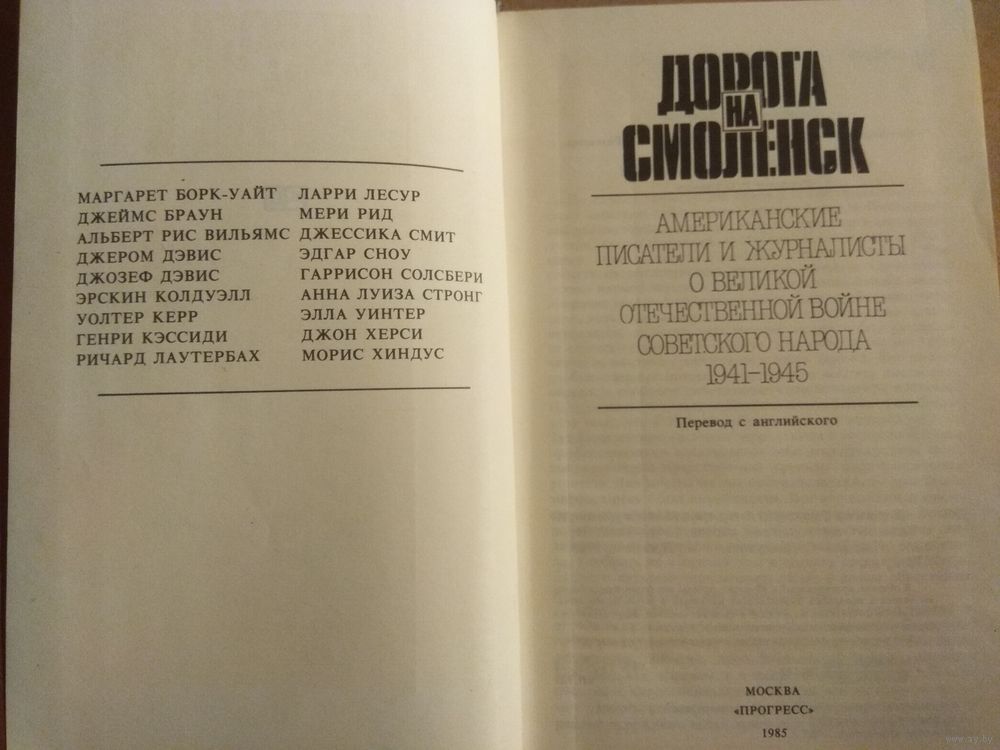 МАРГАРЕТ БОРК-УАЙТ
ДЖЕЙМС БРАУН
АЛЬБЕРТ РИС ВИЛЬЯМС
ДЖЕРОМ ДЭВИС
ДЖОЗЕФ ДЭВИС
ЭРСКИН КОЛДУЭЛЛ
УОЛТЕР КЕРР
ГЕНРИ КЭССИДИ
РИЧАРД ЛАУТЕРБАХ
ЛАРРИ ЛЕСУР
МЕРИ РИД
ДЖЕССИКА СМИТ
ЭДГАР СНОУ
ГАРРИСОН СОЛСБЕРИ
АННА ЛУИЗА СТРОНГ
ЭЛЛА УИНТЕР
ДЖОН ХЕРСИ
МОРИС ХИНДУС
ДОРОГА
НА
СМОЛЕНСК
АМЕРИКАНСКИЕ
ПИСАТЕЛИ И ЖУРНАЛИСТЫ
О ВЕЛИКОЙ
ОТЕЧЕСТВЕННОЙ ВОЙНЕ
СОВЕТСКОГО НАРОДА
1941–1945
Перевод с английского
МОСКВА
«ПРОГРЕСС»
1985
www.ay.by